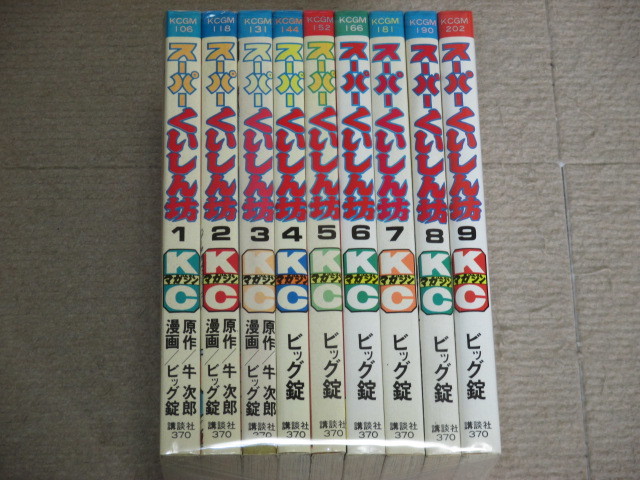 KCGM
106
スーパーくいしん坊
1
KC
マガジン
原作/牛次郎
漫画/ビッグ錠
講談社
370
KCGM
118
スーパーくいしん坊
2
KC
マガジン
原作/牛次郎
漫画/ビッグ錠
講談社
370
KCGM
131
スーパーくいしん坊
3
KC
マガジン
原作/牛次郎
漫画/ビッグ錠
講談社
370
KCGM
144
スーパーくいしん坊
4
KC
マガジン
ビッグ錠
講談社
370
KCGM
152
スーパーくいしん坊
5
KC
マガジン
ビッグ錠
講談社
370
KCGM
166
スーパーくいしん坊
6
KC
マガジン
ビッグ錠
講談社
370
KCGM
181
スーパーくいしん坊
7
KC
マガジン
ビッグ錠
講談社
370
KCGM
190
スーパーくいしん坊
8
KC
マガジン
ビッグ錠
講談社
370
KCGM
202
スーパーくいしん坊
9
KC
マガジン
ビッグ錠
講談社
370